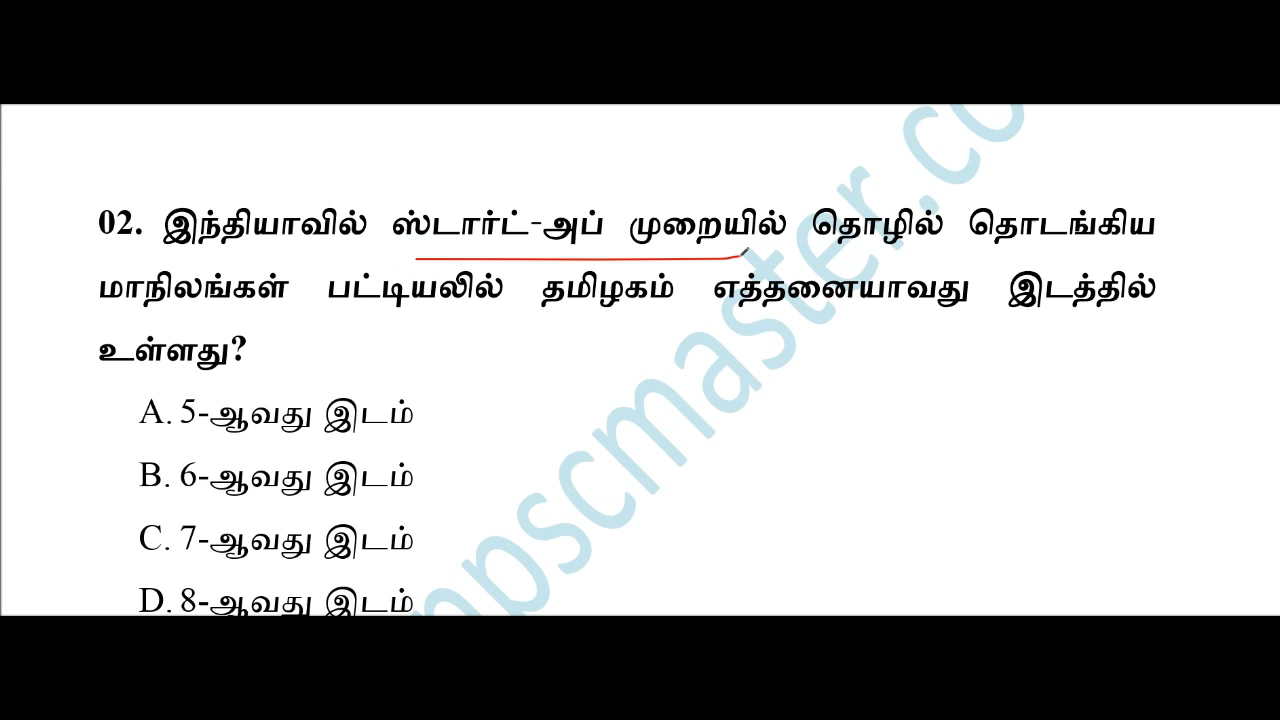 02. இந்தியாவில் ஸ்டார்ட்-அப் முறையில் தொழில் தொடங்கிய
மாநிலங்கள் பட்டியலில் தமிழகம் எத்தனையாவது இடத்தில்
உள்ளது?
A. 5-ஆவது இடம்
B. 6-ஆவது இடம்
C. 7-ஆவது இடம்
D. 8-ஆவது இடம்